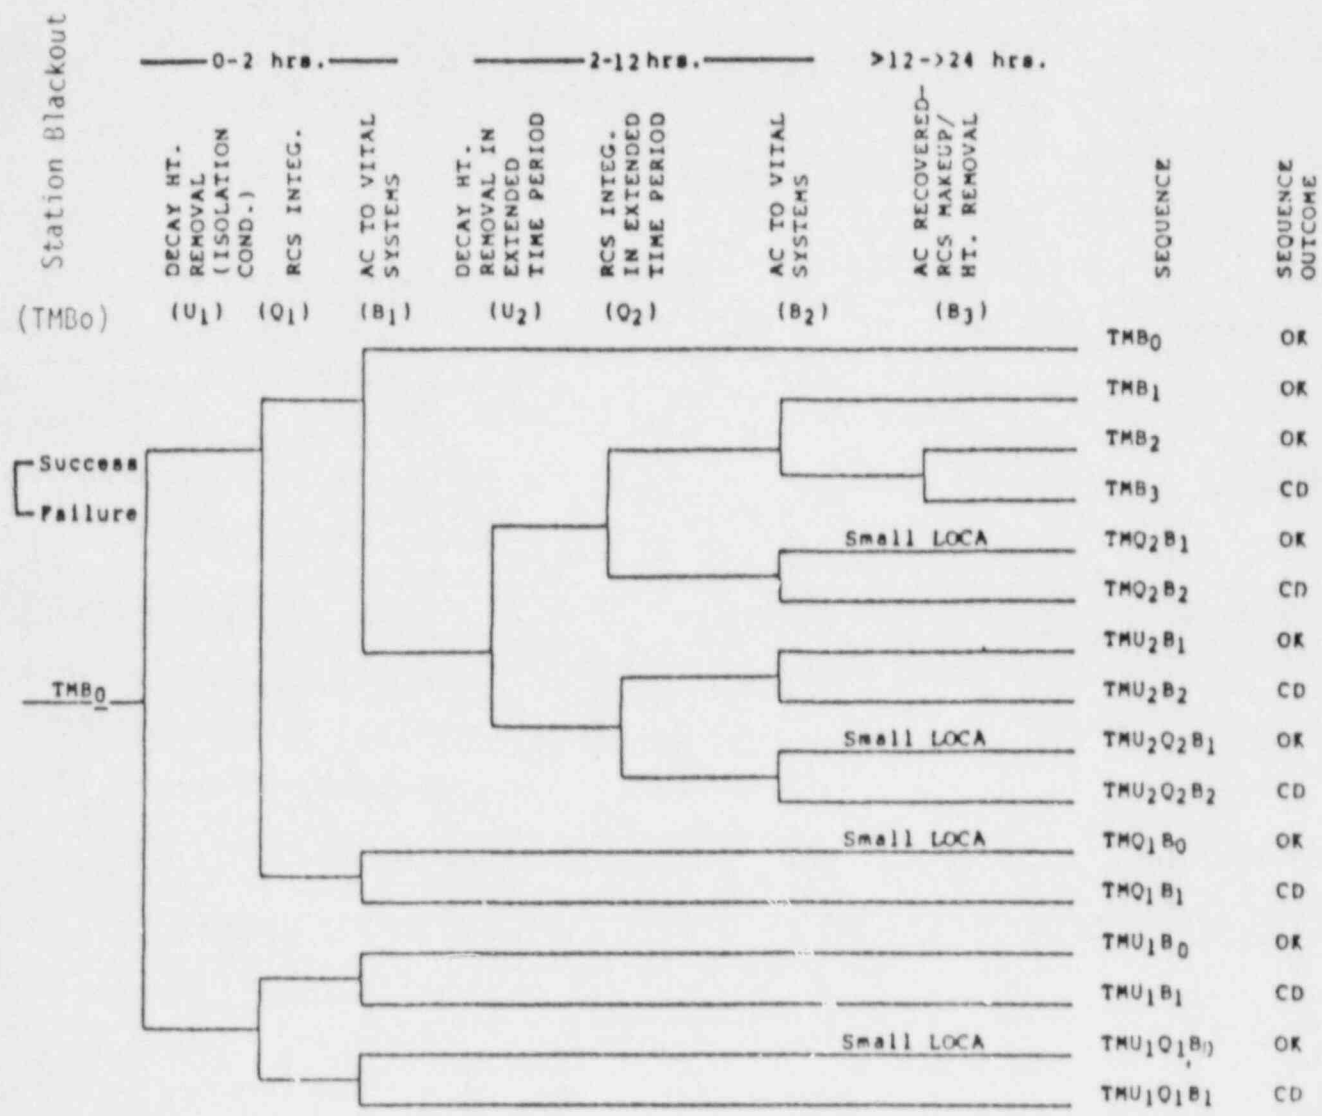 Station Blackout
(TMBo)
0-2 hrs.
2-12 hrs.
>12->24 hrs.
DECAY HT.
REMOVAL
(ISOLATION
COND.)
(U1)
RCS INTEG.
(Q1)
AC TO VITAL
SYSTEMS
(B1)
DECAY HT.
REMOVAL IN
EXTENDED
TIME PERIOD
(U2)
RCS INTEG.
IN EXTENDED
TIME PERIOD
(Q2)
AC TO VITAL
SYSTEMS
(B2)
AC RECOVERED-
RCS MAKEUP/
HT. REMOVAL
(B3)
SEQUENCE
SEQUENCE
OUTCOME
Success
Failure
TMB0
TMB0 OK
TMB1 OK
TMB2 OK
TMB3 CD
Small LOCA TMQ2B1 OK
TMQ2B2 CD
TMU2B1 OK
TMU2B2 CD
Small LOCA TMU2Q2B1 OK
TMU2Q2B2 CD
Small LOCA TMQ1B0 OK
TMQ1B1 CD
TMU1B0 OK
TMU1B1 CD
Small LOCA TMU1Q1B0 OK
TMU1Q1B1 CD